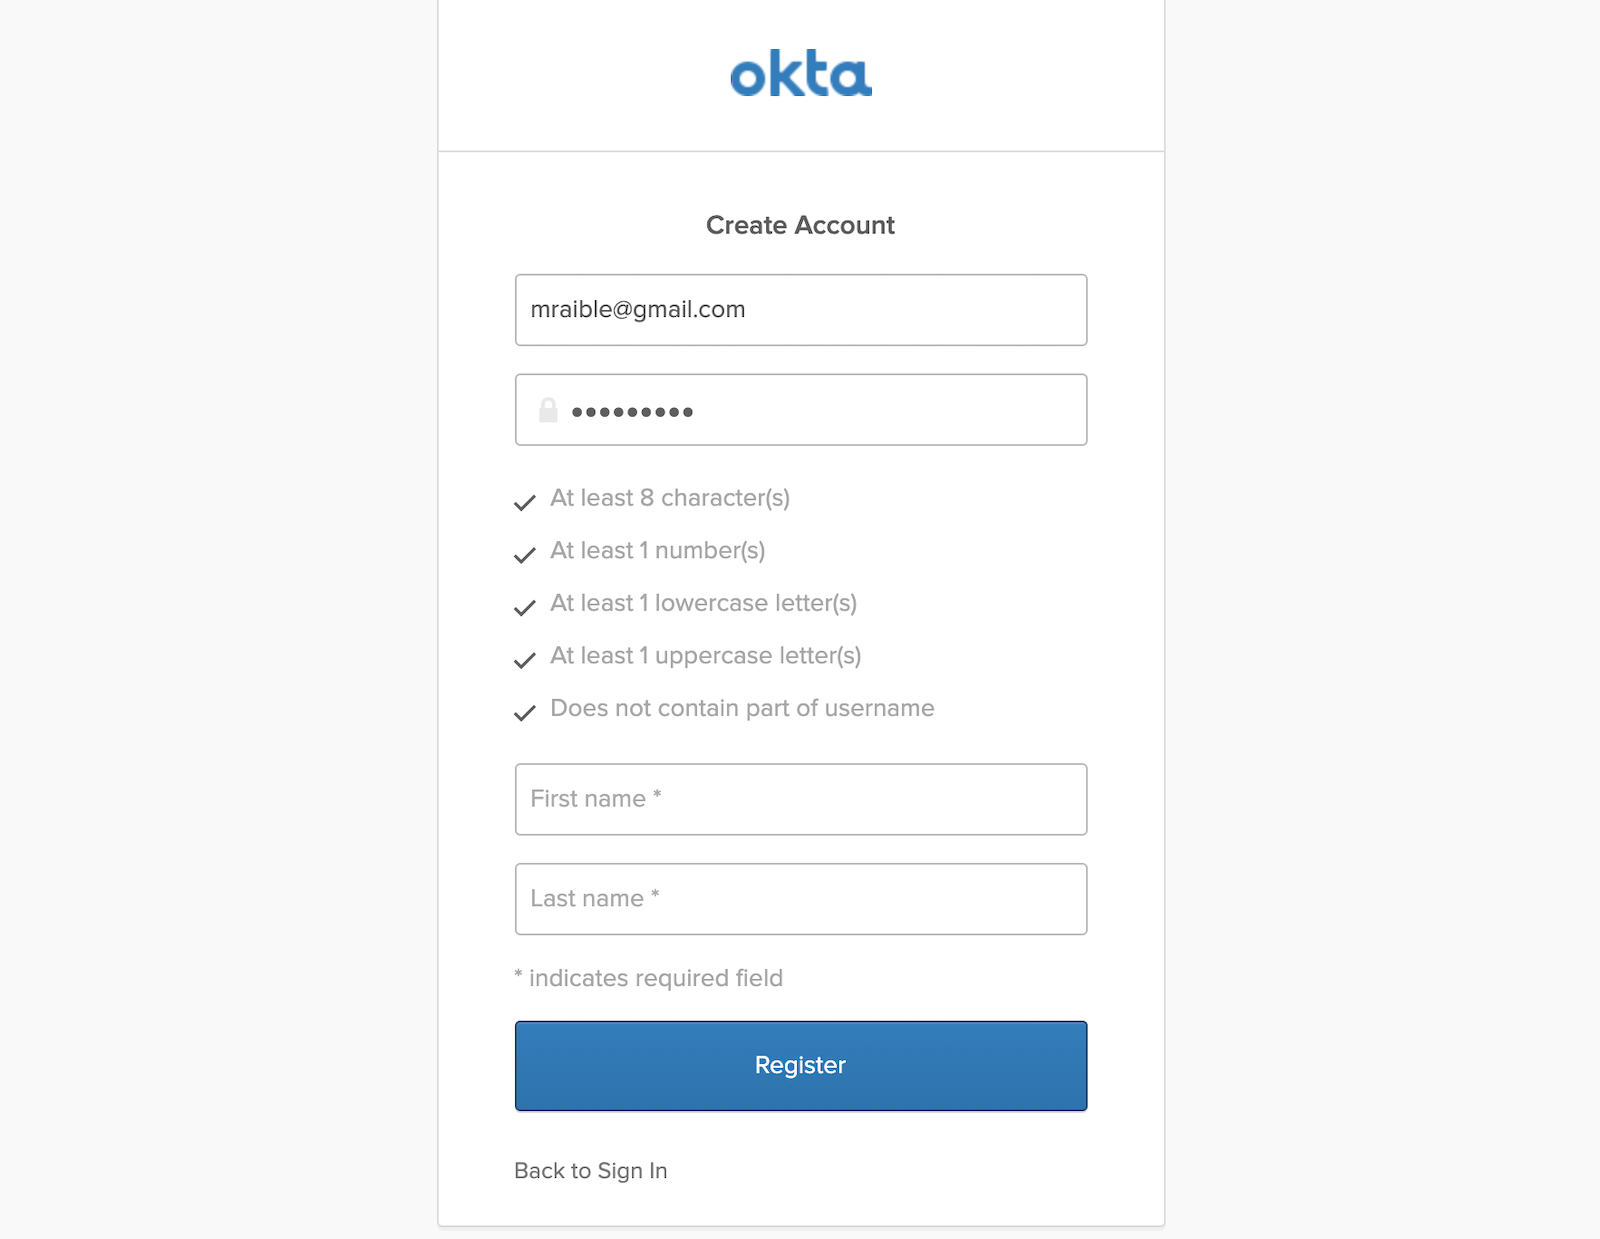 okta
Create Account
mraible@gmail.com
•••••••••
At least 8 character(s)
At least 1 number(s)
At least 1 lowercase letter(s)
At least 1 uppercase letter(s)
Does not contain part of username
First name *
Last name *
* indicates required field
Register
Back to Sign In